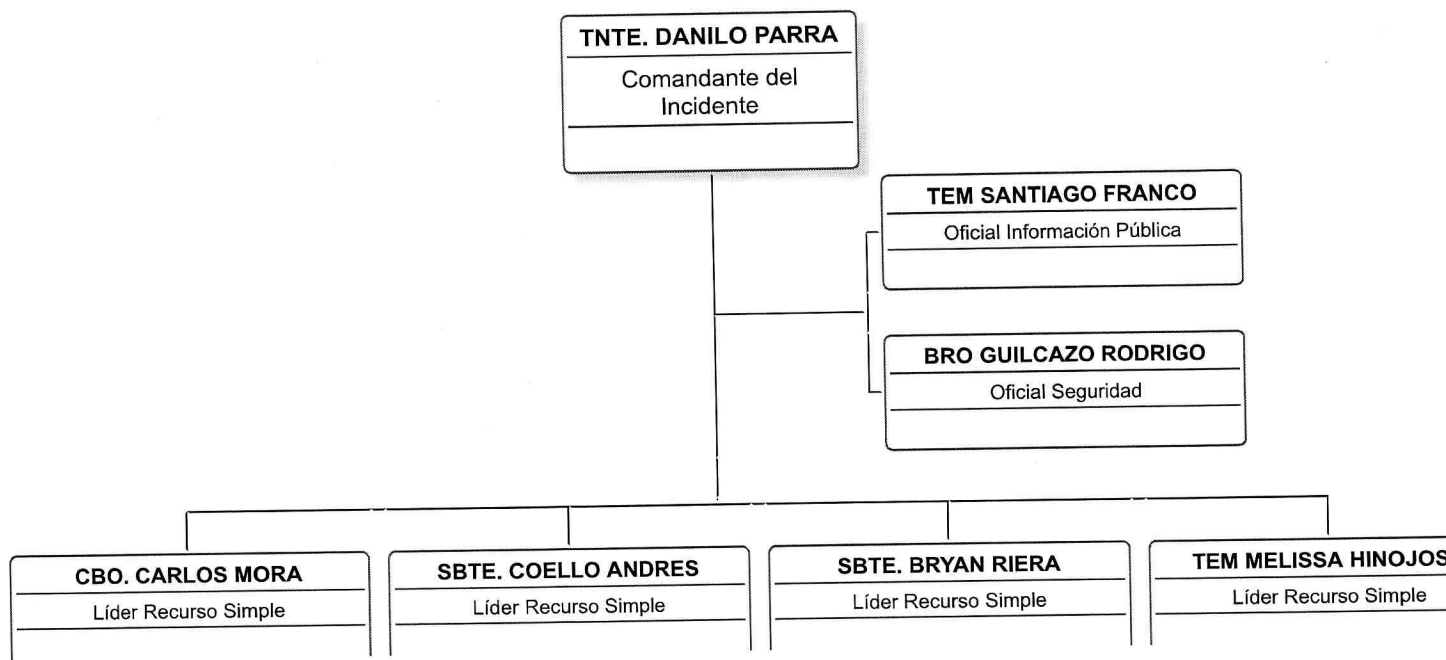 TNTE. DANILO PARRA
Comandante del
Incidente
TEM SANTIAGO FRANCO
Oficial Información Pública
BRO GUILCAZO RODRIGO
Oficial Seguridad
CBO. CARLOS MORA
Líder Recurso Simple
SBTE. COELLO ANDRES
Líder Recurso Simple
SBTE. BRYAN RIERA
Líder Recurso Simple
TEM MELISSA HINOJOS
Líder Recurso Simple